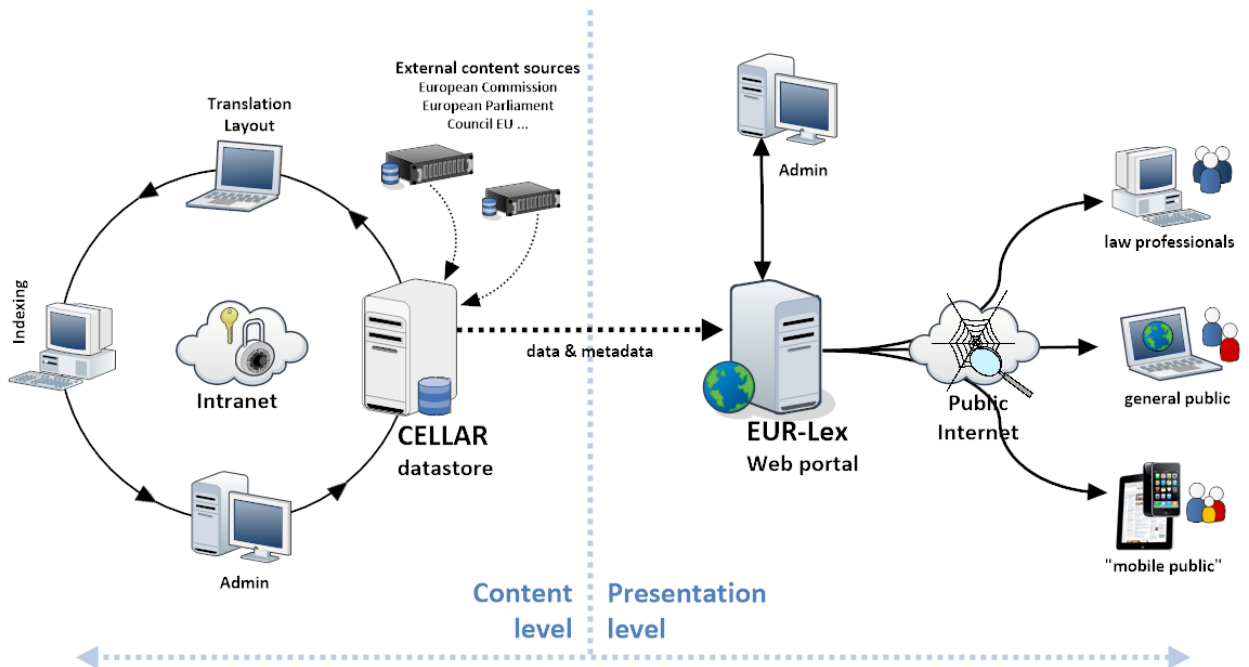 External content sources
European Commission
European Parliament
Council EU ...
Translation
Layout
Indexing
Intranet
CELLAR
datastore
Admin
data & metadata
Admin
EUR-Lex
Web portal
Public
Internet
law professionals
general public
"mobile public"
Content
level
Presentation
level